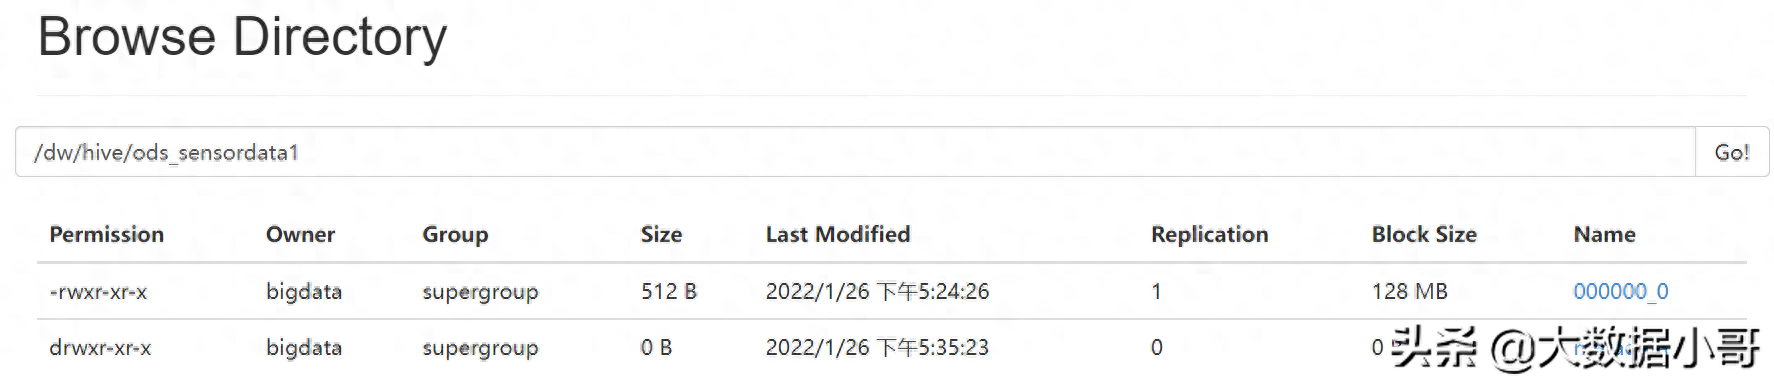 Browse Directory
/dw/hive/ods_sensordata1 Go!
Permission Owner Group Size Last Modified Replication Block Size Name
-rwxr-xr-x bigdata supergroup 512 B 2022/1/26 下午5:24:26 1 128 MB 000000_0
drwxr-xr-x bigdata supergroup 0 B 2022/1/26 下午5:35:23 0 0
头条 @大数据小哥